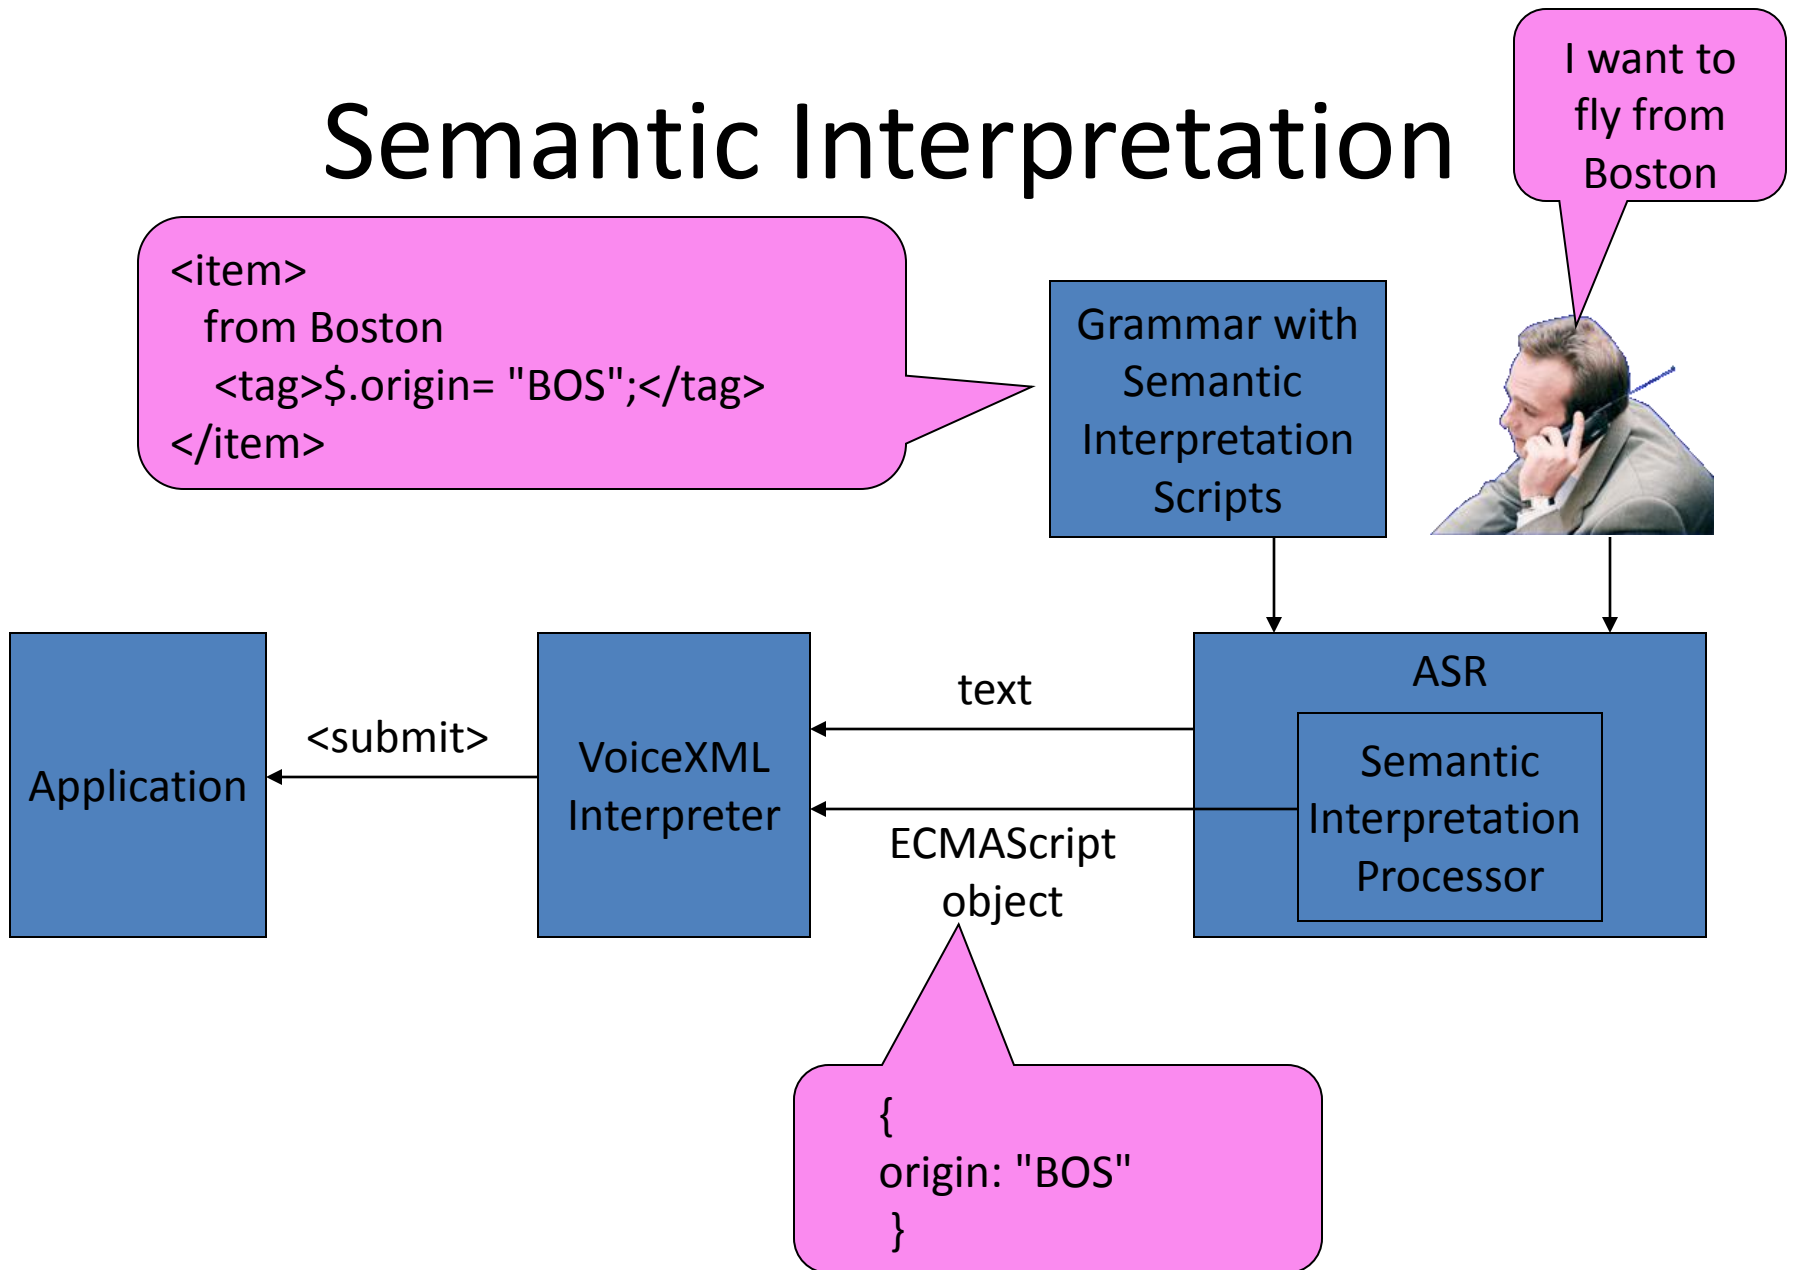 Semantic Interpretation
I want to
fly from
Boston
<item>
from Boston
<tag>$.origin= "BOS";</tag>
</item>
Grammar with
Semantic
Interpretation
Scripts
Application
<submit>
VoiceXML
Interpreter
text
ECMAScript
object
ASR
Semantic
Interpretation
Processor
{
origin: "BOS"
}